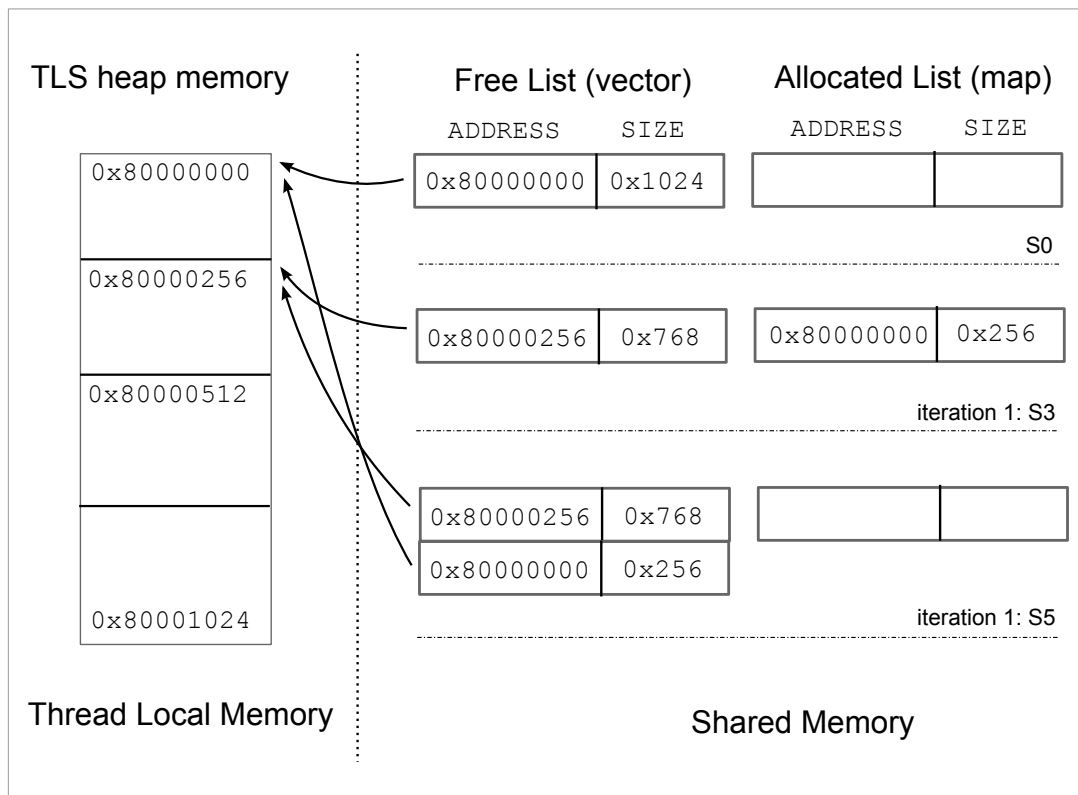 TLS heap memory
Free List (vector)
Allocated List (map)
ADDRESS SIZE
ADDRESS SIZE
0x80000000
0x80000256
0x80000512
0x80001024
0x80000000 0x1024
S0
0x80000256 0x768
0x80000000 0x256
iteration 1: S3
0x80000256 0x768
0x80000000 0x256
iteration 1: S5
Thread Local Memory
Shared Memory